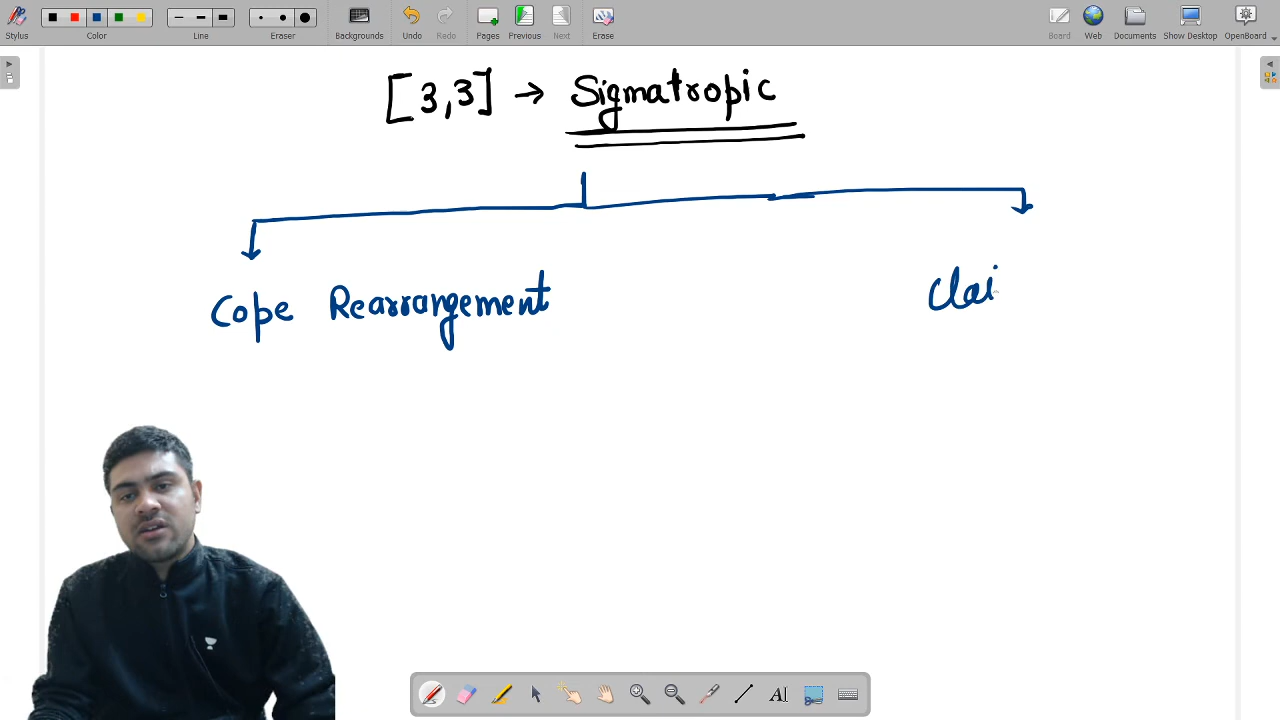 Stylus Color Line Eraser Backgrounds Undo Redo Pages Previous Next Erase Board Web Documents Show Desktop OpenBoard
[3,3] → Sigmatropic
Cope Rearrangement Clai